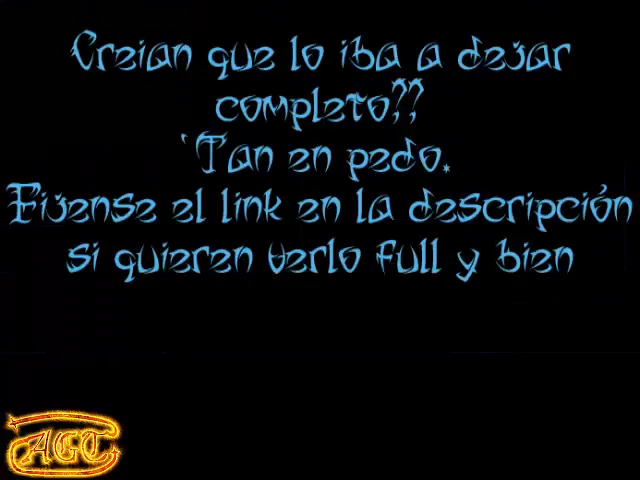 Creian que lo iba a dejar
completo??
`Tan en pedo.
Fijense el link en la descripción
si quieren verlo full y bien
AGT